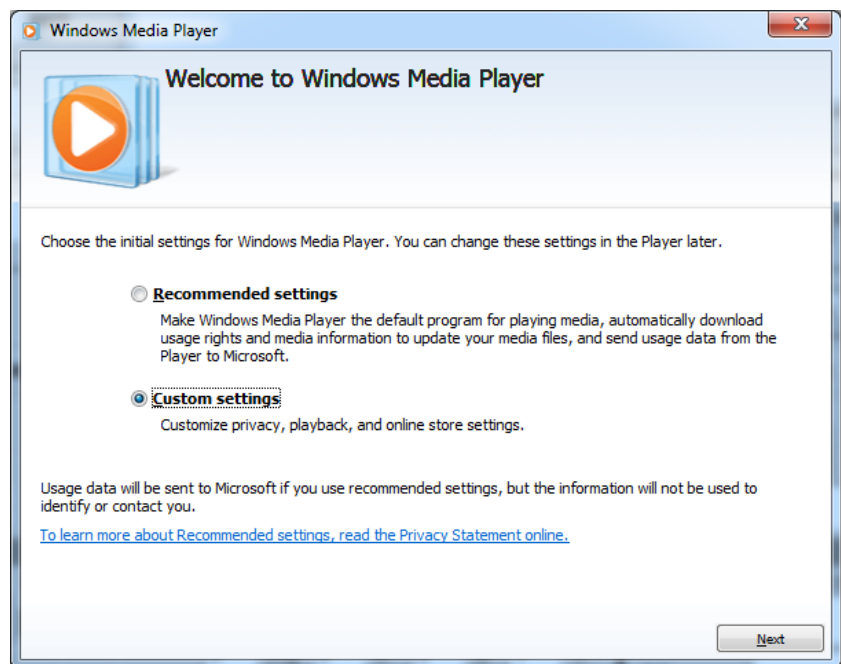 Windows Media Player
Welcome to Windows Media Player
Choose the initial settings for Windows Media Player. You can change these settings in the Player later.
Recommended settings
Make Windows Media Player the default program for playing media, automatically download
usage rights and media information to update your media files, and send usage data from the
Player to Microsoft.
Custom settings
Customize privacy, playback, and online store settings.
Usage data will be sent to Microsoft if you use recommended settings, but the information will not be used to
identify or contact you.
To learn more about Recommended settings, read the Privacy Statement online.
Next